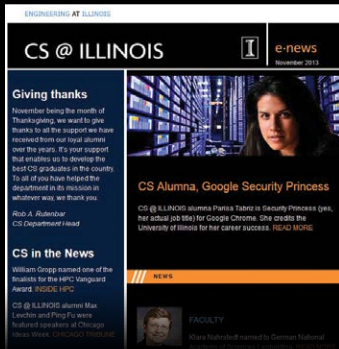 ENGINEERING AT ILLINOIS
CS @ ILLINOIS
I
e-news
November 2013
Giving thanks
November being the month of
Thanksgiving, we want to give
thanks to all the support we have
received from our loyal alumni
over the years. It's your support
that enables us to develop the
best CS graduates in the country.
To all of you have helped the
department in its mission in
whatever way, we thank you.
Rob A. Rutenbar
CS Department Head
CS in the News
William Gropp named one of the
finalists for the HPC Vanguard
Award. INSIDE HPC
CS @ ILLINOIS alumni Max
Levchin and Ping Fu were
featured speakers at Chicago
Ideas Week. CHICAGO TRIBUNE
CS Alumna, Google Security Princess
CS @ ILLINOIS alumna Parisa Tabriz is Security Princess (yes,
her actual job title) for Google Chrome. She credits the
University of Illinois for her career success. READ MORE
NEWS
FACULTY
Klara Nahrstedt named to German National